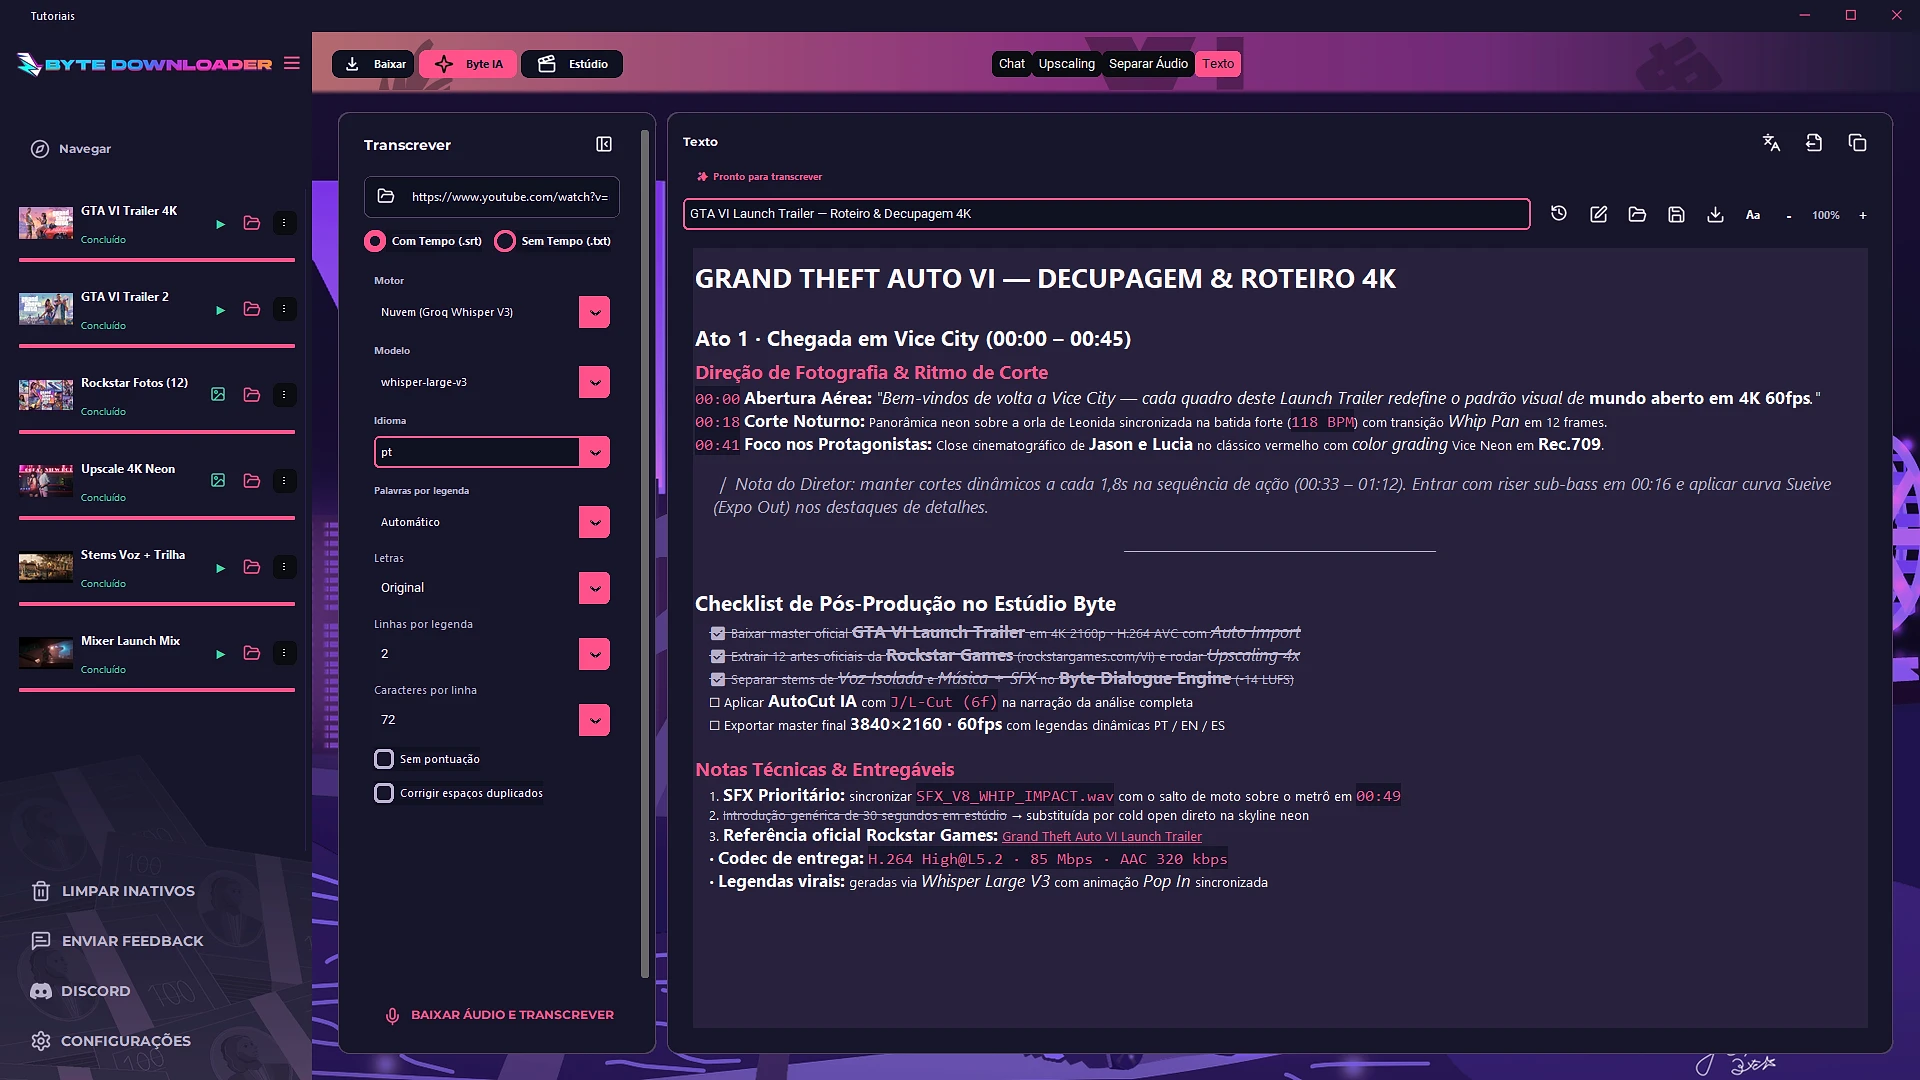 Tutoriais
BYTE DOWNLOADER
Navegar
GTA VI Trailer 4K
Concluído
GTA VI Trailer 2
Concluído
Rockstar Fotos (12)
Concluído
Upscale 4K Neon
Concluído
Stems Voz + Trilha
Concluído
Mixer Launch Mix
Concluído
LIMPAR INATIVOS
ENVIAR FEEDBACK
DISCORD
CONFIGURAÇÕES
Baixar
Byte IA
Estúdio
Chat Upscaling Separar Áudio Texto
Transcrever
https://www.youtube.com/watch?v=
Com Tempo (.srt) Sem Tempo (.txt)
Motor
Nuvem (Groq Whisper V3)
Modelo
whisper-large-v3
Idioma
pt
Palavras por legenda
Automático
Letras
Original
Linhas por legenda
2
Caracteres por linha
72
Sem pontuação
Corrigir espaços duplicados
BAIXAR ÁUDIO E TRANSCREVER
Texto
Pronto para transcrever
GTA VI Launch Trailer — Roteiro & Decupagem 4K
Aa - 100% +
GRAND THEFT AUTO VI — DECUPAGEM & ROTEIRO 4K
Ato 1 · Chegada em Vice City (00:00 – 00:45)
Direção de Fotografia & Ritmo de Corte
00:00 Abertura Aérea: "Bem-vindos de volta a Vice City — cada quadro deste Launch Trailer redefine o padrão visual de mundo aberto em 4K 60fps."
00:18 Corte Noturno: Panorâmica neon sobre a orla de Leonida sincronizada na batida forte (118 BPM) com transição Whip Pan em 12 frames.
00:41 Foco nos Protagonistas: Close cinematográfico de Jason e Lucia no clássico vermelho com color grading Vice Neon em Rec.709.
/ Nota do Diretor: manter cortes dinâmicos a cada 1,8s na sequência de ação (00:33 – 01:12). Entrar com riser sub-bass em 00:16 e aplicar curva Sueive
(Expo Out) nos destaques de detalhes.
Checklist de Pós-Produção no Estúdio Byte
Baixar master oficial GTA VI Launch Trailer em 4K 2160p · H.264 AVC com Auto Import
Extrair 12 artes oficiais da Rockstar Games (rockstargames.com/VI) e rodar Upscaling 4x
Separar stems de Voz Isolada e Música + SFX no Byte Dialogue Engine (-14 LUFS)
Aplicar AutoCut IA com J/L-Cut (6f) na narração da análise completa
Exportar master final 3840×2160 · 60fps com legendas dinâmicas PT / EN / ES
Notas Técnicas & Entregáveis
1. SFX Prioritário: sincronizar SFX_V8_WHIP_IMPACT.wav com o salto de moto sobre o metrô em 00:49
2. Introdução genérica de 30 segundos em estúdio → substituída por cold open direto na skyline neon
3. Referência oficial Rockstar Games: Grand Theft Auto VI Launch Trailer
• Codec de entrega: H.264 High@L5.2 · 85 Mbps · AAC 320 kbps
• Legendas virais: geradas via Whisper Large V3 com animação Pop In sincronizada